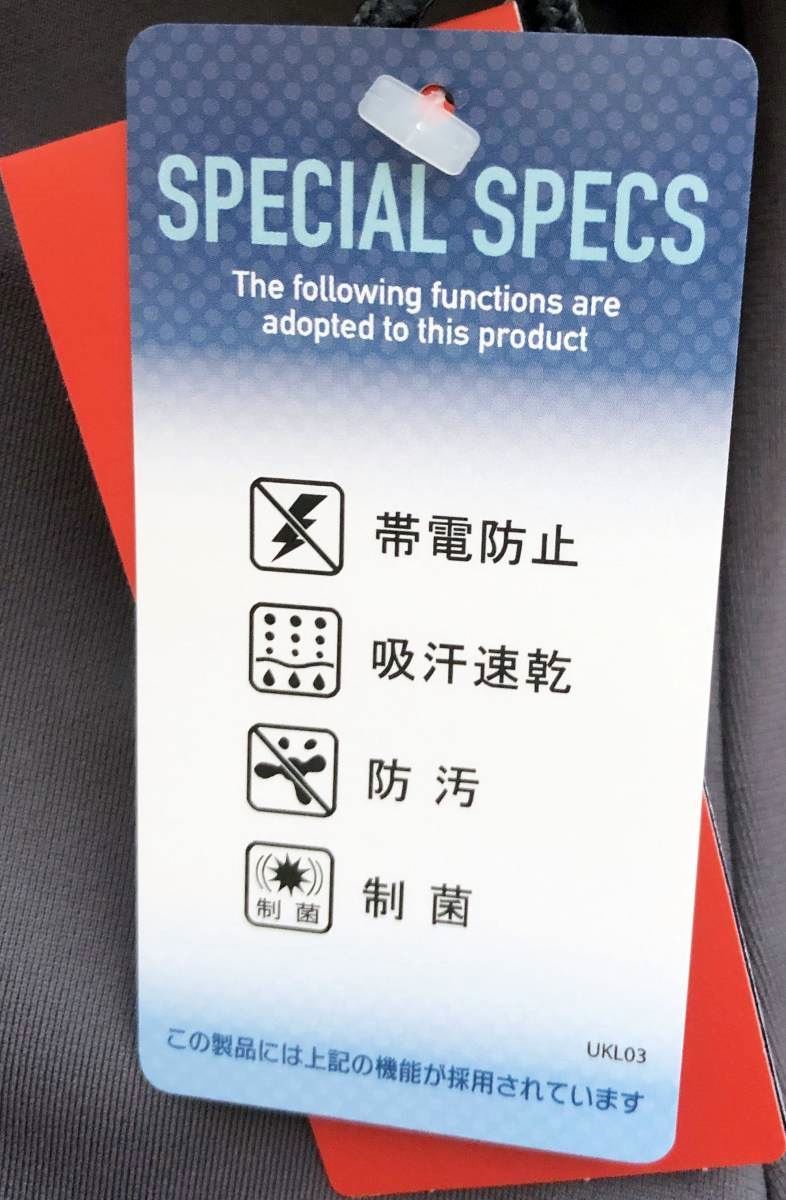 SPECIAL SPECS
The following functions are
adopted to this product
帯電防止
吸汗速乾
防汚
制菌
制菌
UKL03
この製品には上記の機能が採用されています